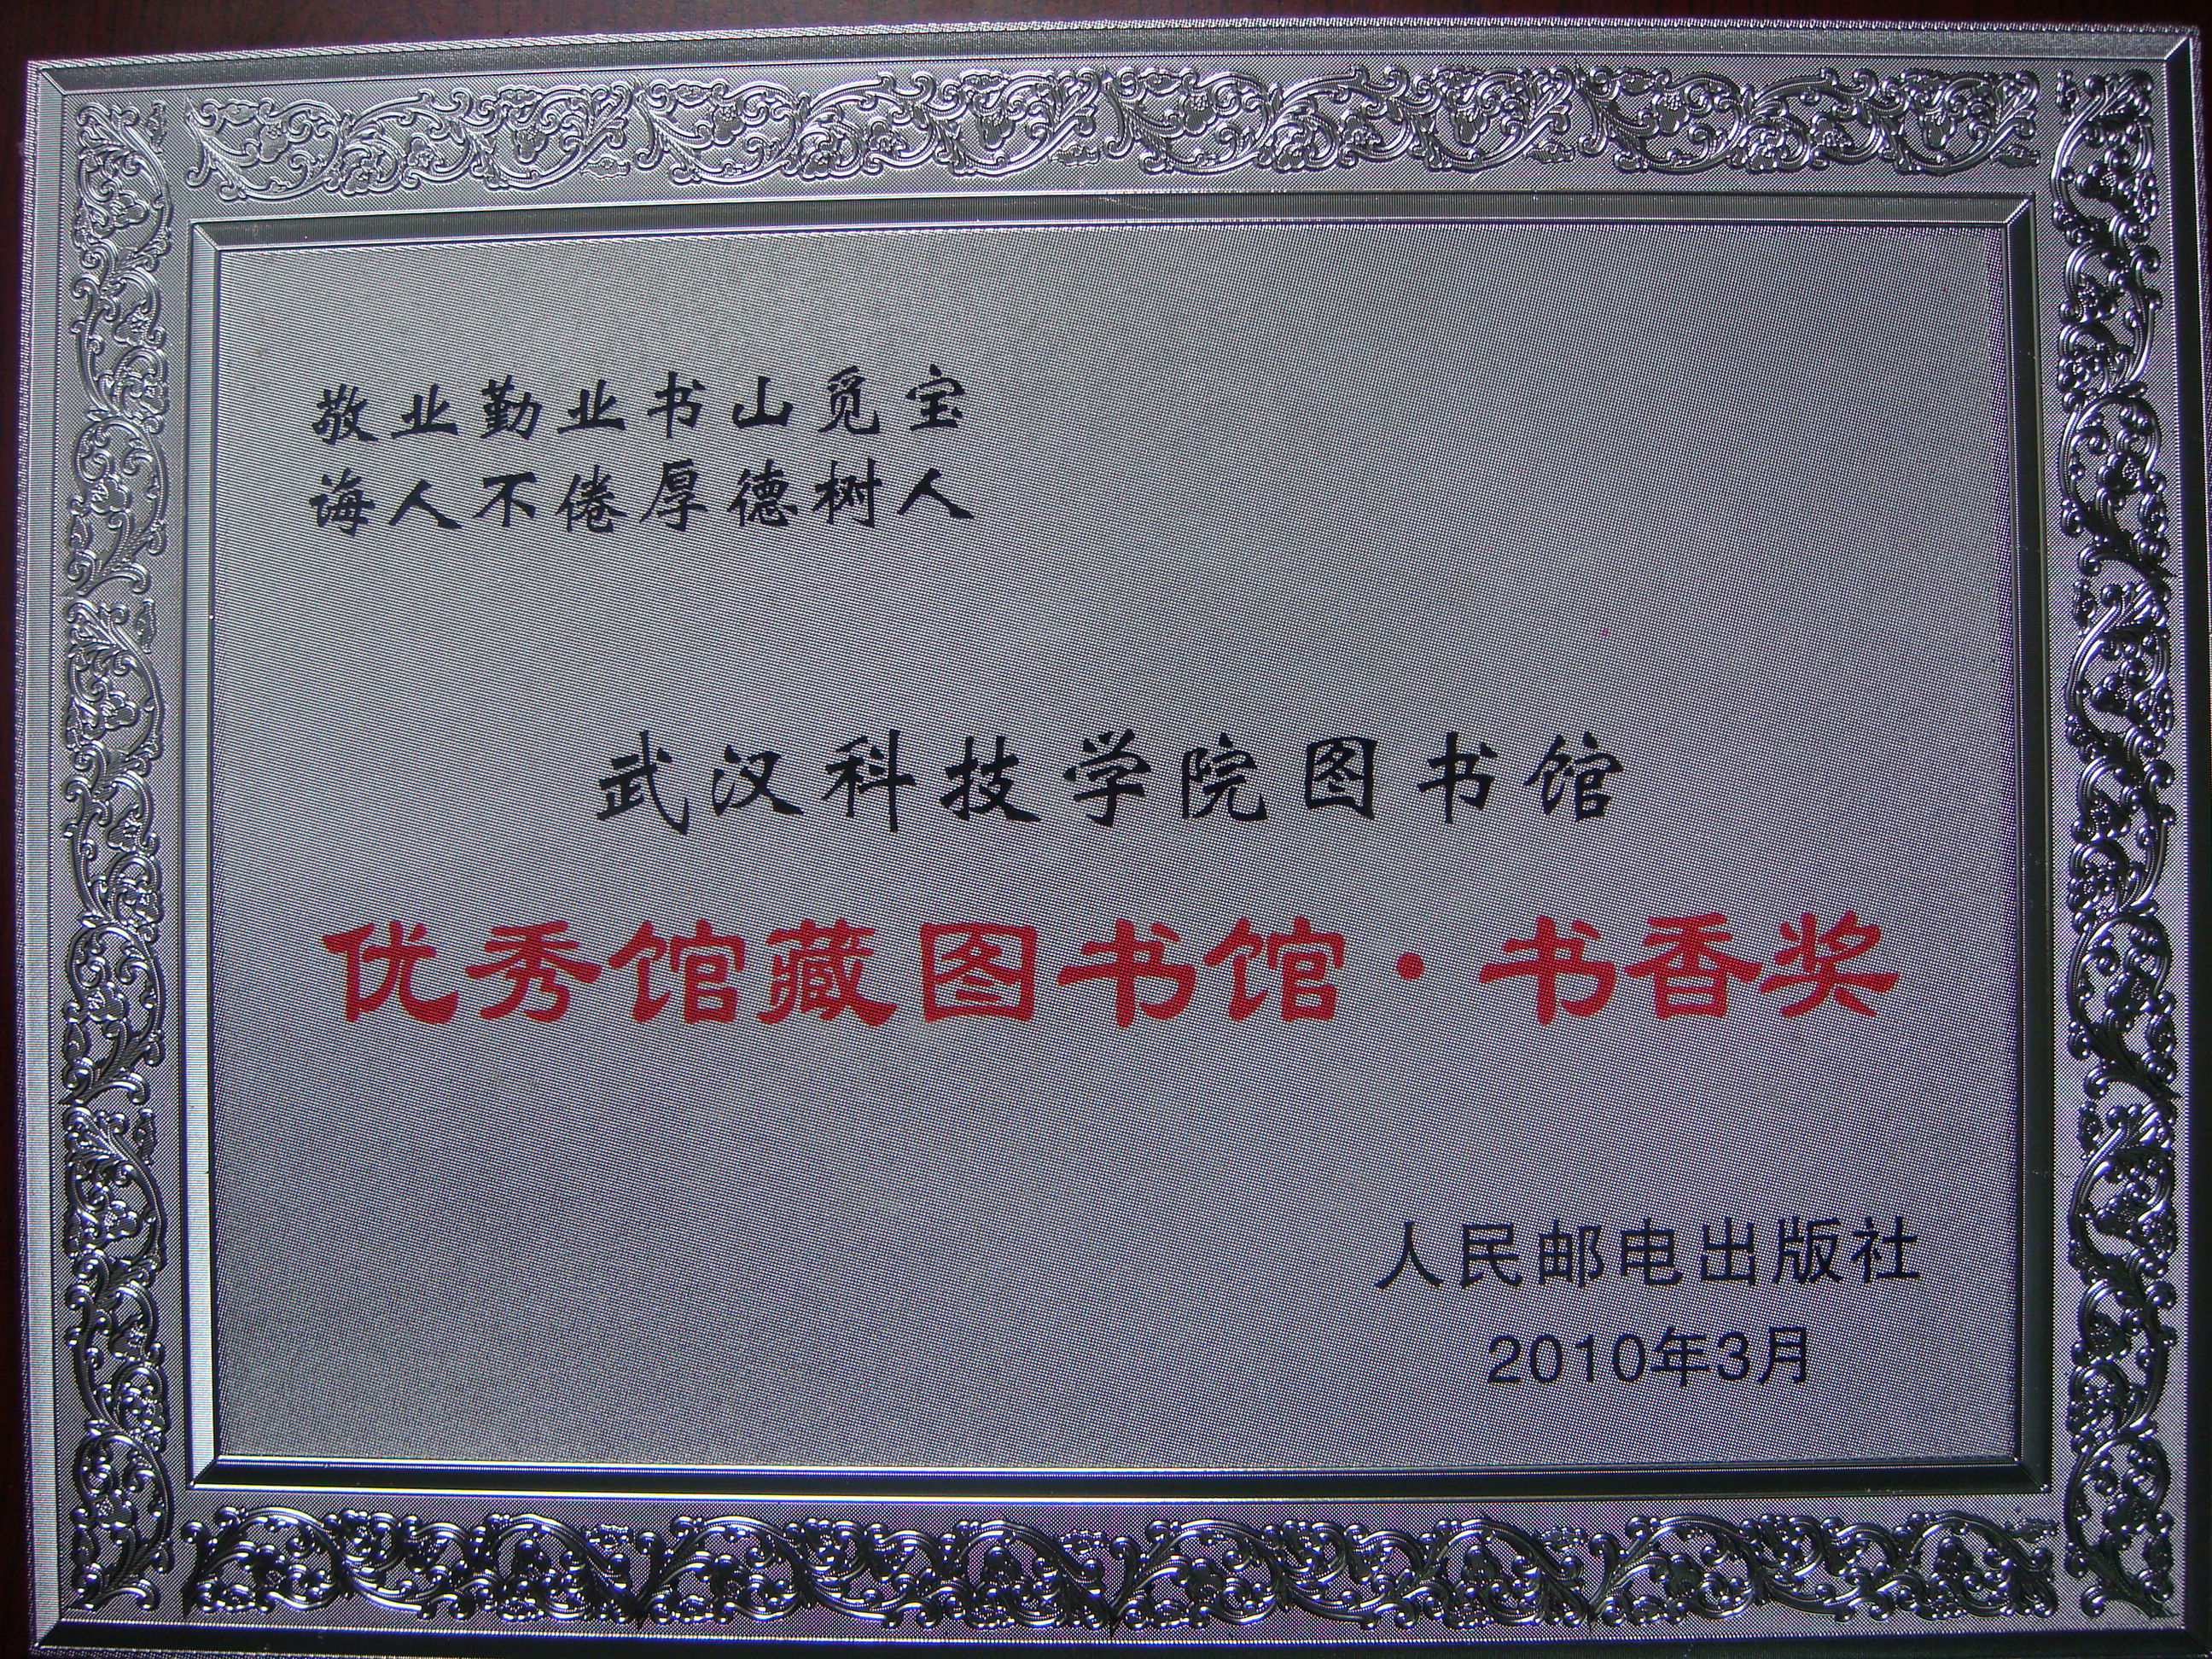 敬业勤业书山觅宝
诲人不倦厚德树人
武汉科技学院图书馆
优秀馆藏图书馆·书香奖
人民邮电出版社
2010年3月